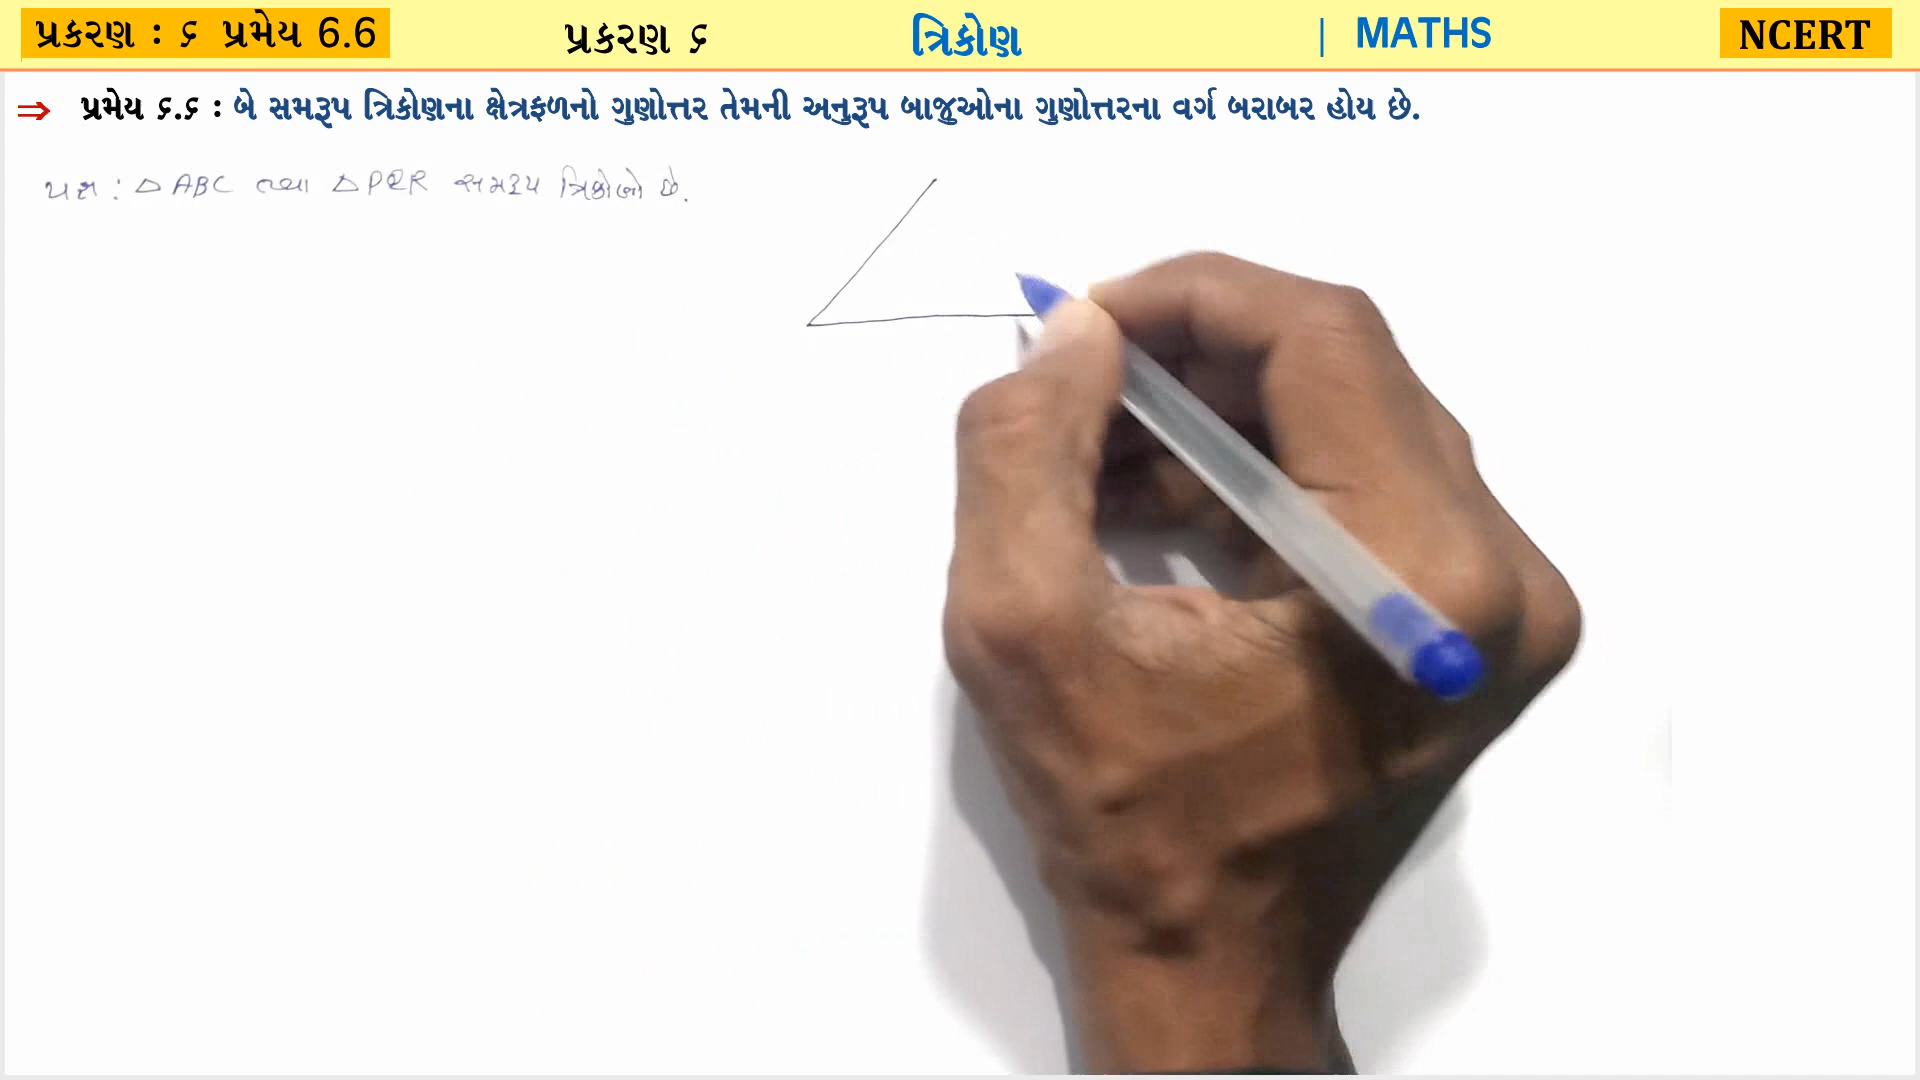 પ્રકરણ : ૬ પ્રમેય 6.6 પ્રકરણ ૬ ત્રિકોણ | MATHS NCERT
⇒ પ્રમેય ૬.૬ : બે સમરૂપ ત્રિકોણના ક્ષેત્રફળનો ગુણોત્તર તેમની અનુરૂપ બાજુઓના ગુણોત્તરના વર્ગ બરાબર હોય છે.
પક્ષ : △ABC તથા △PQR સમરૂપ ત્રિકોણો છે.